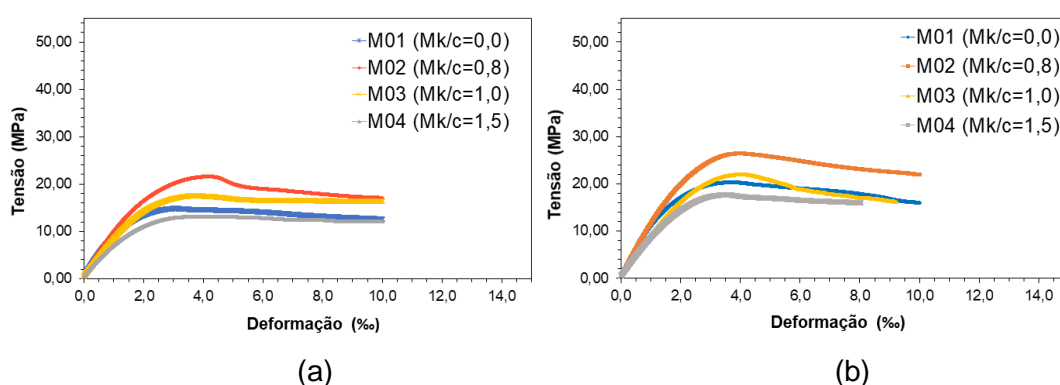 Tensão (MPa)
50,00
40,00
30,00
20,00
10,00
0,00
M01 (Mk/c=0,0)
M02 (Mk/c=0,8)
M03 (Mk/c=1,0)
M04 (Mk/c=1,5)
0,0 2,0 4,0 6,0 8,0 10,0 12,0 14,0
Deformação (‰)
(a)
Tensão (MPa)
50,00
40,00
30,00
20,00
10,00
0,00
M01 (Mk/c=0,0)
M02 (Mk/c=0,8)
M03 (Mk/c=1,0)
M04 (Mk/c=1,5)
0,0 2,0 4,0 6,0 8,0 10,0 12,0 14,0
Deformação (‰)
(b)